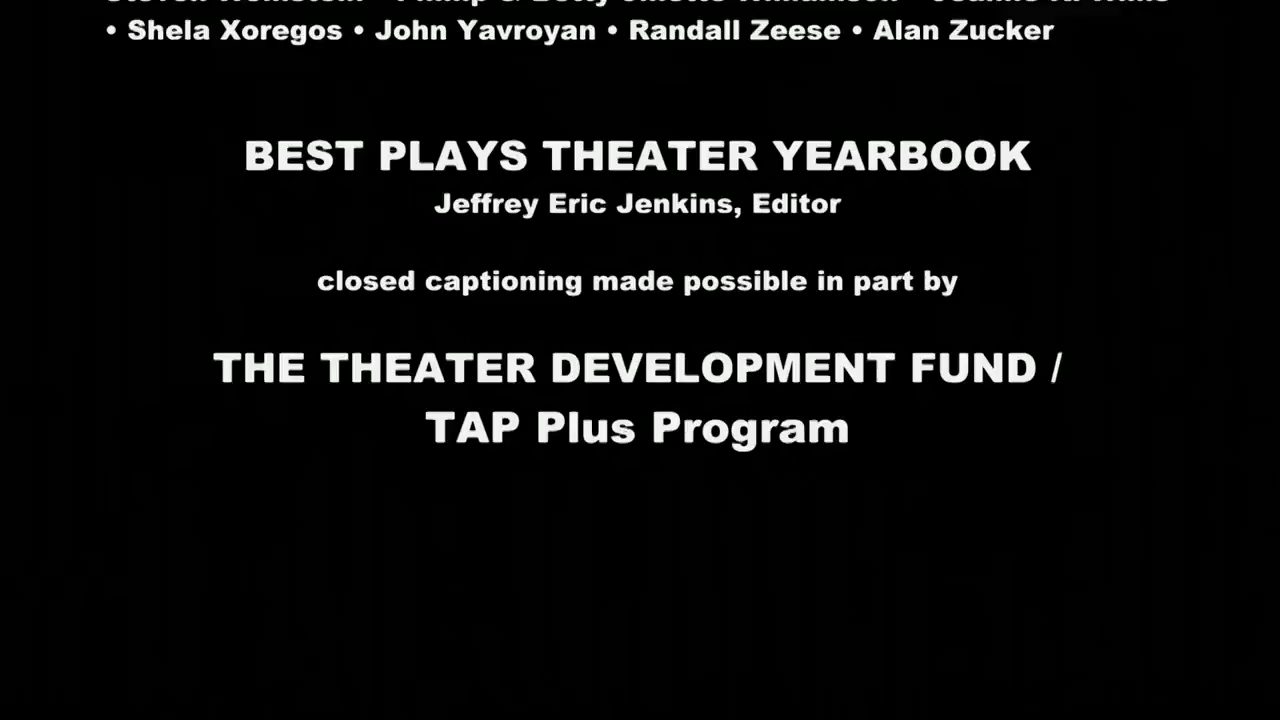 • Shela Xoregos • John Yavroyan • Randall Zeese • Alan Zucker
BEST PLAYS THEATER YEARBOOK
Jeffrey Eric Jenkins, Editor
closed captioning made possible in part by
THE THEATER DEVELOPMENT FUND /
TAP Plus Program